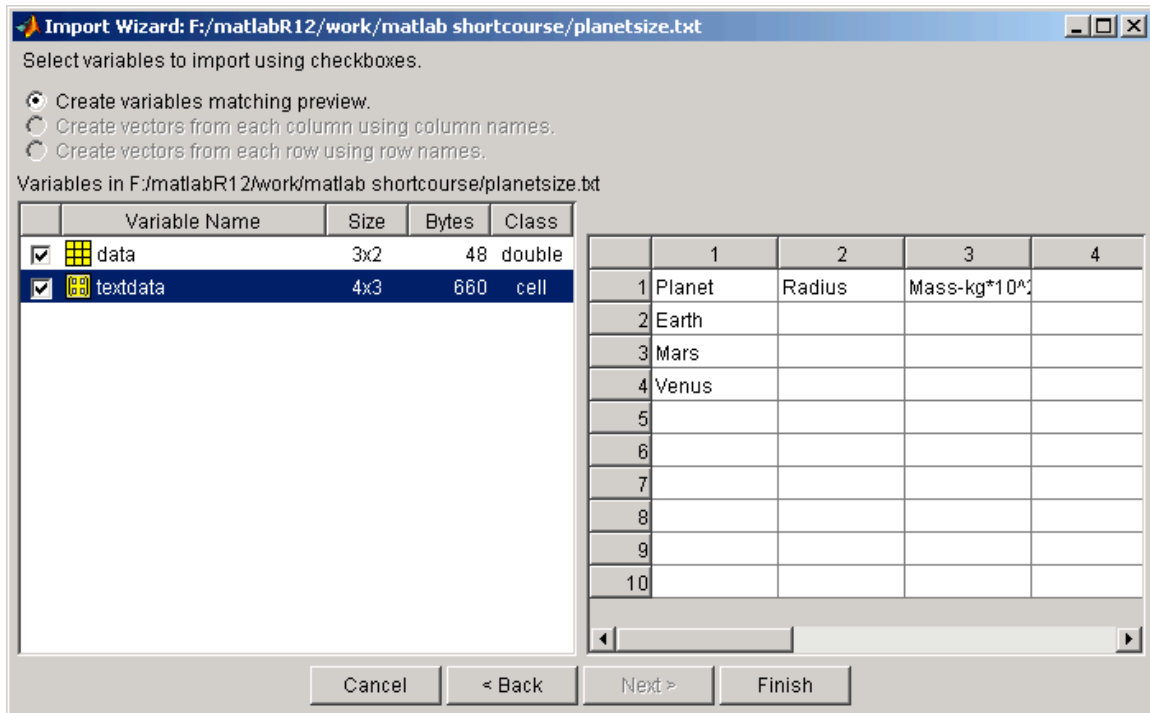 Import Wizard: F:/matlabR12/work/matlab shortcourse/planetsize.txt
Select variables to import using checkboxes.
Create variables matching preview.
Create vectors from each column using column names.
Create vectors from each row using row names.
Variables in F:/matlabR12/work/matlab shortcourse/planetsize.txt
Variable Name Size Bytes Class
data 3x2 48 double
textdata 4x3 660 cell
1 2 3 4
1 Planet Radius Mass-kg*10^2
2 Earth
3 Mars
4 Venus
5
6
7
8
9
10
Cancel < Back Next > Finish